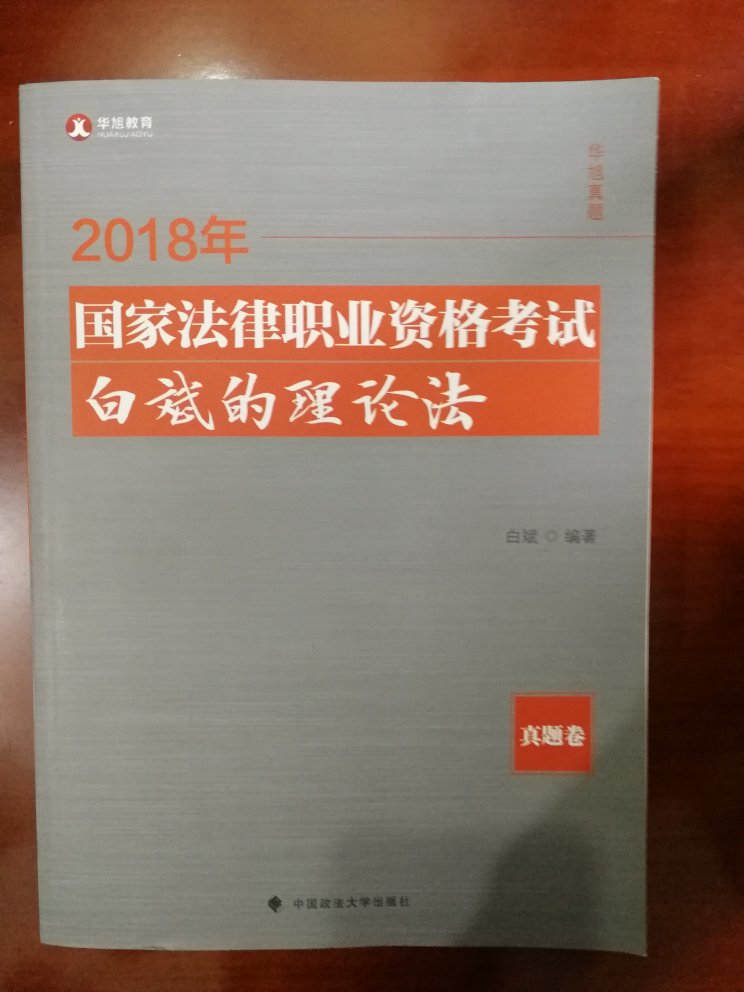 华旭教育
HUAXUJIAOYU
华旭真题
2018年
国家法律职业资格考试
白斌的理论法
白斌◎编著
真题卷
中国政法大学出版社